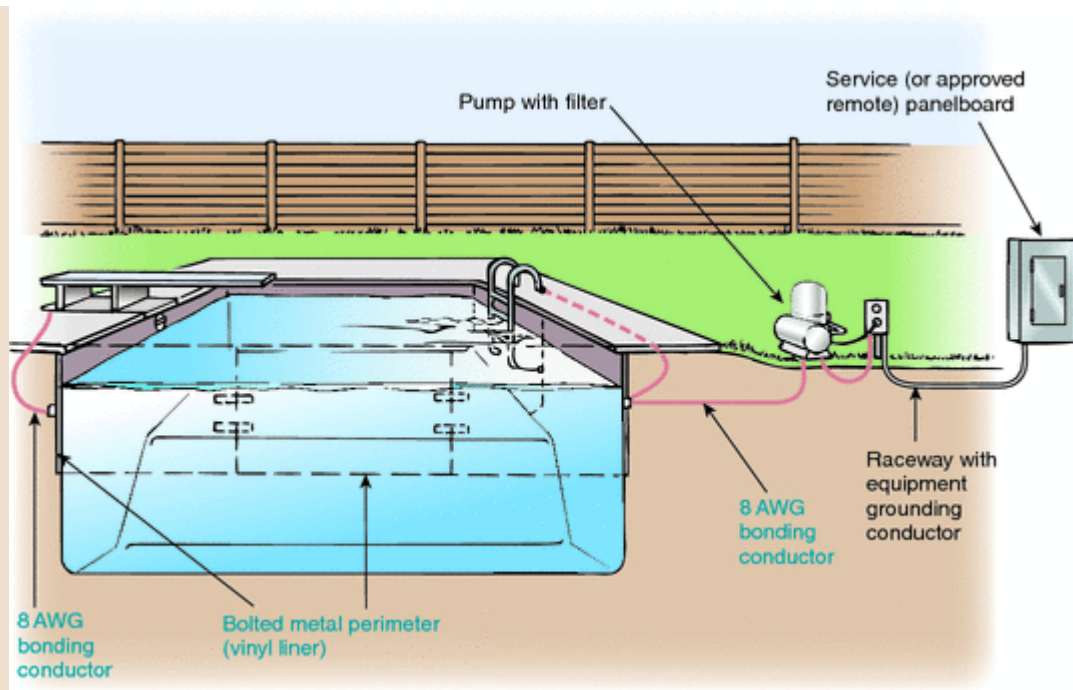 Service (or approved
remote) panelboard
Pump with filter
Raceway with
equipment
grounding
conductor
8 AWG
bonding
conductor
Bolted metal perimeter
(vinyl liner)
8 AWG
bonding
conductor